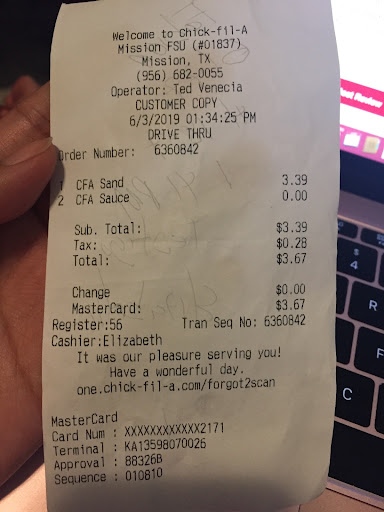 Welcome to Chick-fil-A
Mission FSU (#01837)
Mission, TX
(956) 682-0055
Operator: Ted Venecia
CUSTOMER COPY
6/3/2019 01:34:25 PM
DRIVE THRU
Order Number: 6360842
1 CFA Sand 3.39
2 CFA Sauce 0.00
Sub. Total: $3.39
Tax: $0.28
Total: $3.67
Change $0.00
MasterCard: $3.67
Register:56 Tran Seq No: 6360842
Cashier:Elizabeth
It was our pleasure serving you!
Have a wonderful day.
one.chick-fil-a.com/forgot2scan
MasterCard
Card Num : XXXXXXXXXXXX2171
Terminal : KA13598070026
Approval : 88326B
Sequence : 010810
Review
$
4
R
F
C